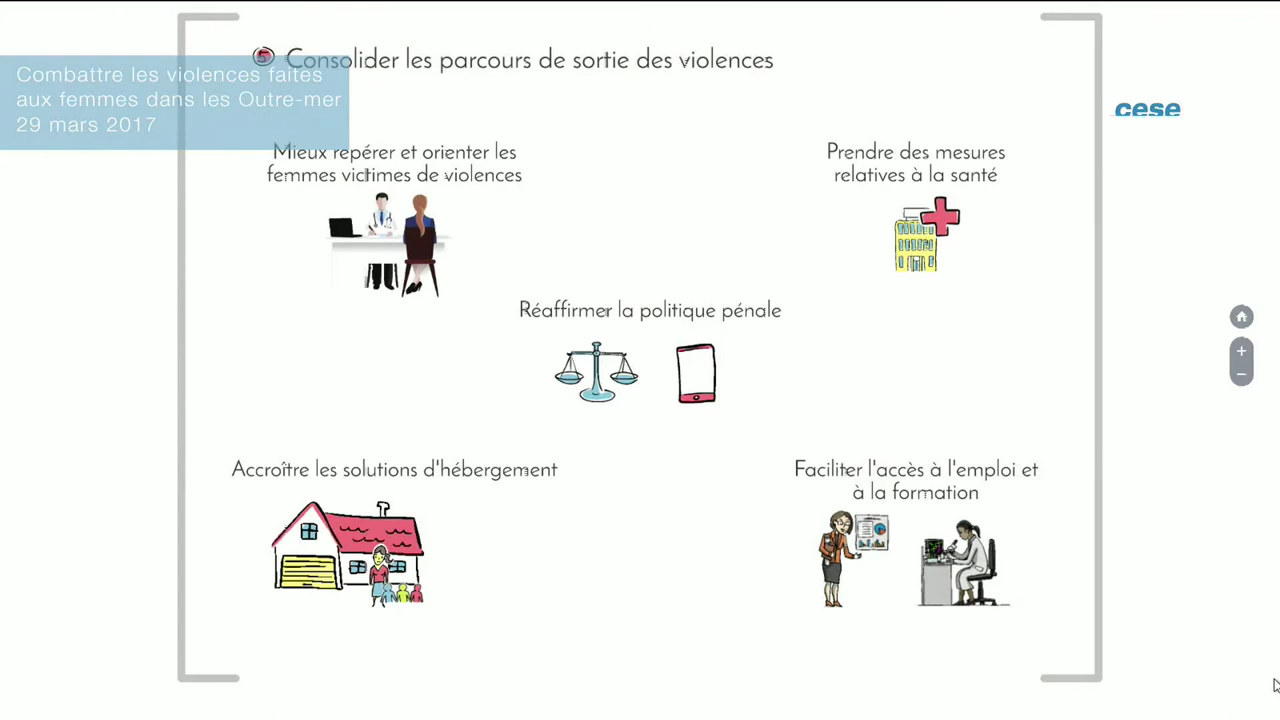 5 Consolider les parcours de sortie des violences
Combattre les violences faites
aux femmes dans les Outre-mer
29 mars 2017
cese
Mieux repérer et orienter les
femmes victimes de violences
Prendre des mesures
relatives à la santé
Réaffirmer la politique pénale
Accroître les solutions d'hébergement
Faciliter l'accès à l'emploi et
à la formation